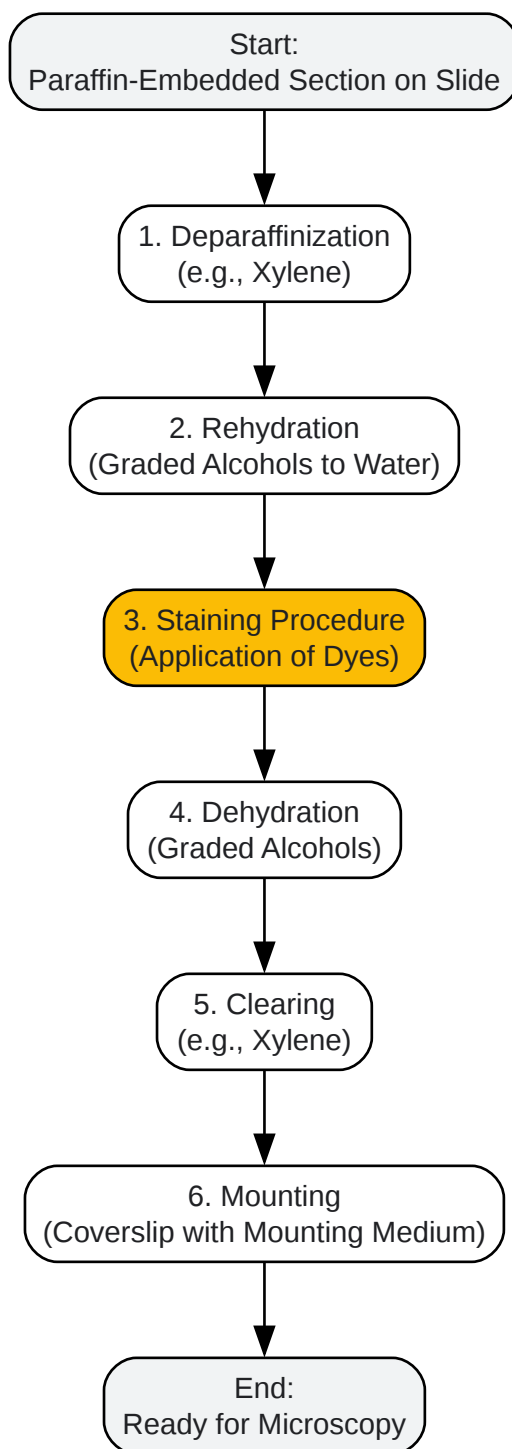 Start:
Paraffin-Embedded Section on Slide
1. Deparaffinization
(e.g., Xylene)
2. Rehydration
(Graded Alcohols to Water)
3. Staining Procedure
(Application of Dyes)
4. Dehydration
(Graded Alcohols)
5. Clearing
(e.g., Xylene)
6. Mounting
(Coverslip with Mounting Medium)
End:
Ready for Microscopy